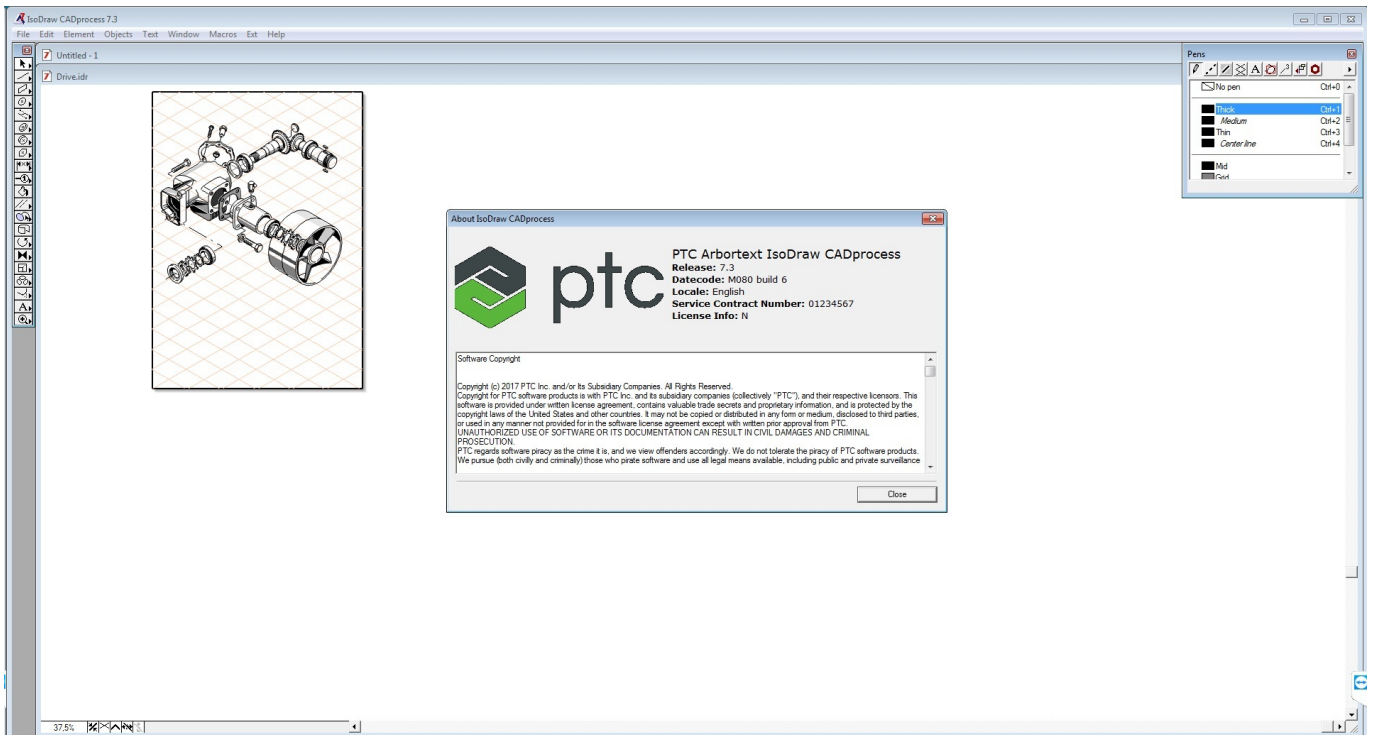 IsoDraw CADprocess 7.3
File Edit Element Objects Text Window Macros Ext Help
Untitled - 1
Drive.idr
Pens
No pen Ctrl+0
Thick Ctrl+1
Medium Ctrl+2
Thin Ctrl+3
Center line Ctrl+4
Mid
Grid
About IsoDraw CADprocess
ptc
PTC Arbortext IsoDraw CADprocess
Release: 7.3
Datecode: M080 build 6
Locale: English
Service Contract Number: 01234567
License Info: N
Software Copyright
Copyright (c) 2017 PTC Inc. and/or Its Subsidiary Companies. All Rights Reserved.
Copyright for PTC software products is with PTC Inc. and its subsidiary companies (collectively "PTC"), and their respective licensors. This
software is provided under written license agreement, contains valuable trade secrets and proprietary information, and is protected by the
copyright laws of the United States and other countries. It may not be copied or distributed in any form or medium, disclosed to third parties,
or used in any manner not provided for in the software license agreement except with written prior approval from PTC.
UNAUTHORIZED USE OF SOFTWARE OR ITS DOCUMENTATION CAN RESULT IN CIVIL DAMAGES AND CRIMINAL
PROSECUTION.
PTC regards software piracy as the crime it is, and we view offenders accordingly. We do not tolerate the piracy of PTC software products.
We pursue (both civilly and criminally) those who pirate software and use all legal means available, including public and private surveillance
Close
37.5%